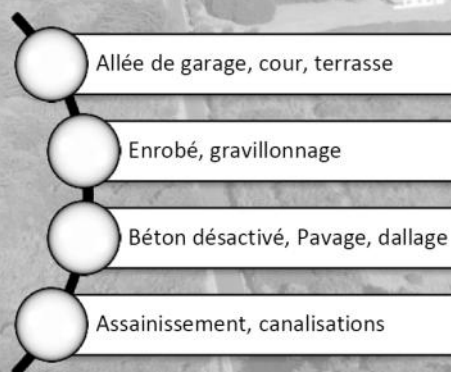 Allée de garage, cour, terrasse
Enrobé, gravillonnage
Béton désactivé, Pavage, dallage
Assainissement, canalisations